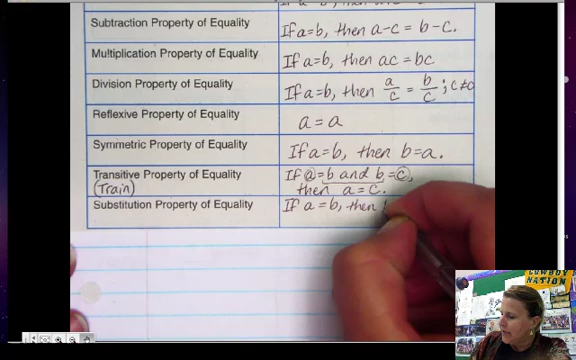 Subtraction Property of Equality
If a=b, then a-c = b-c.
Multiplication Property of Equality
If a=b, then ac = bc
Division Property of Equality
If a=b, then a/c = b/c ; c≠0
Reflexive Property of Equality
a = a
Symmetric Property of Equality
If a=b, then b=a.
Transitive Property of Equality
(Train)
If a=b and b=c,
then a=c.
Substitution Property of Equality
If a=b, then
COWBOY
NATION